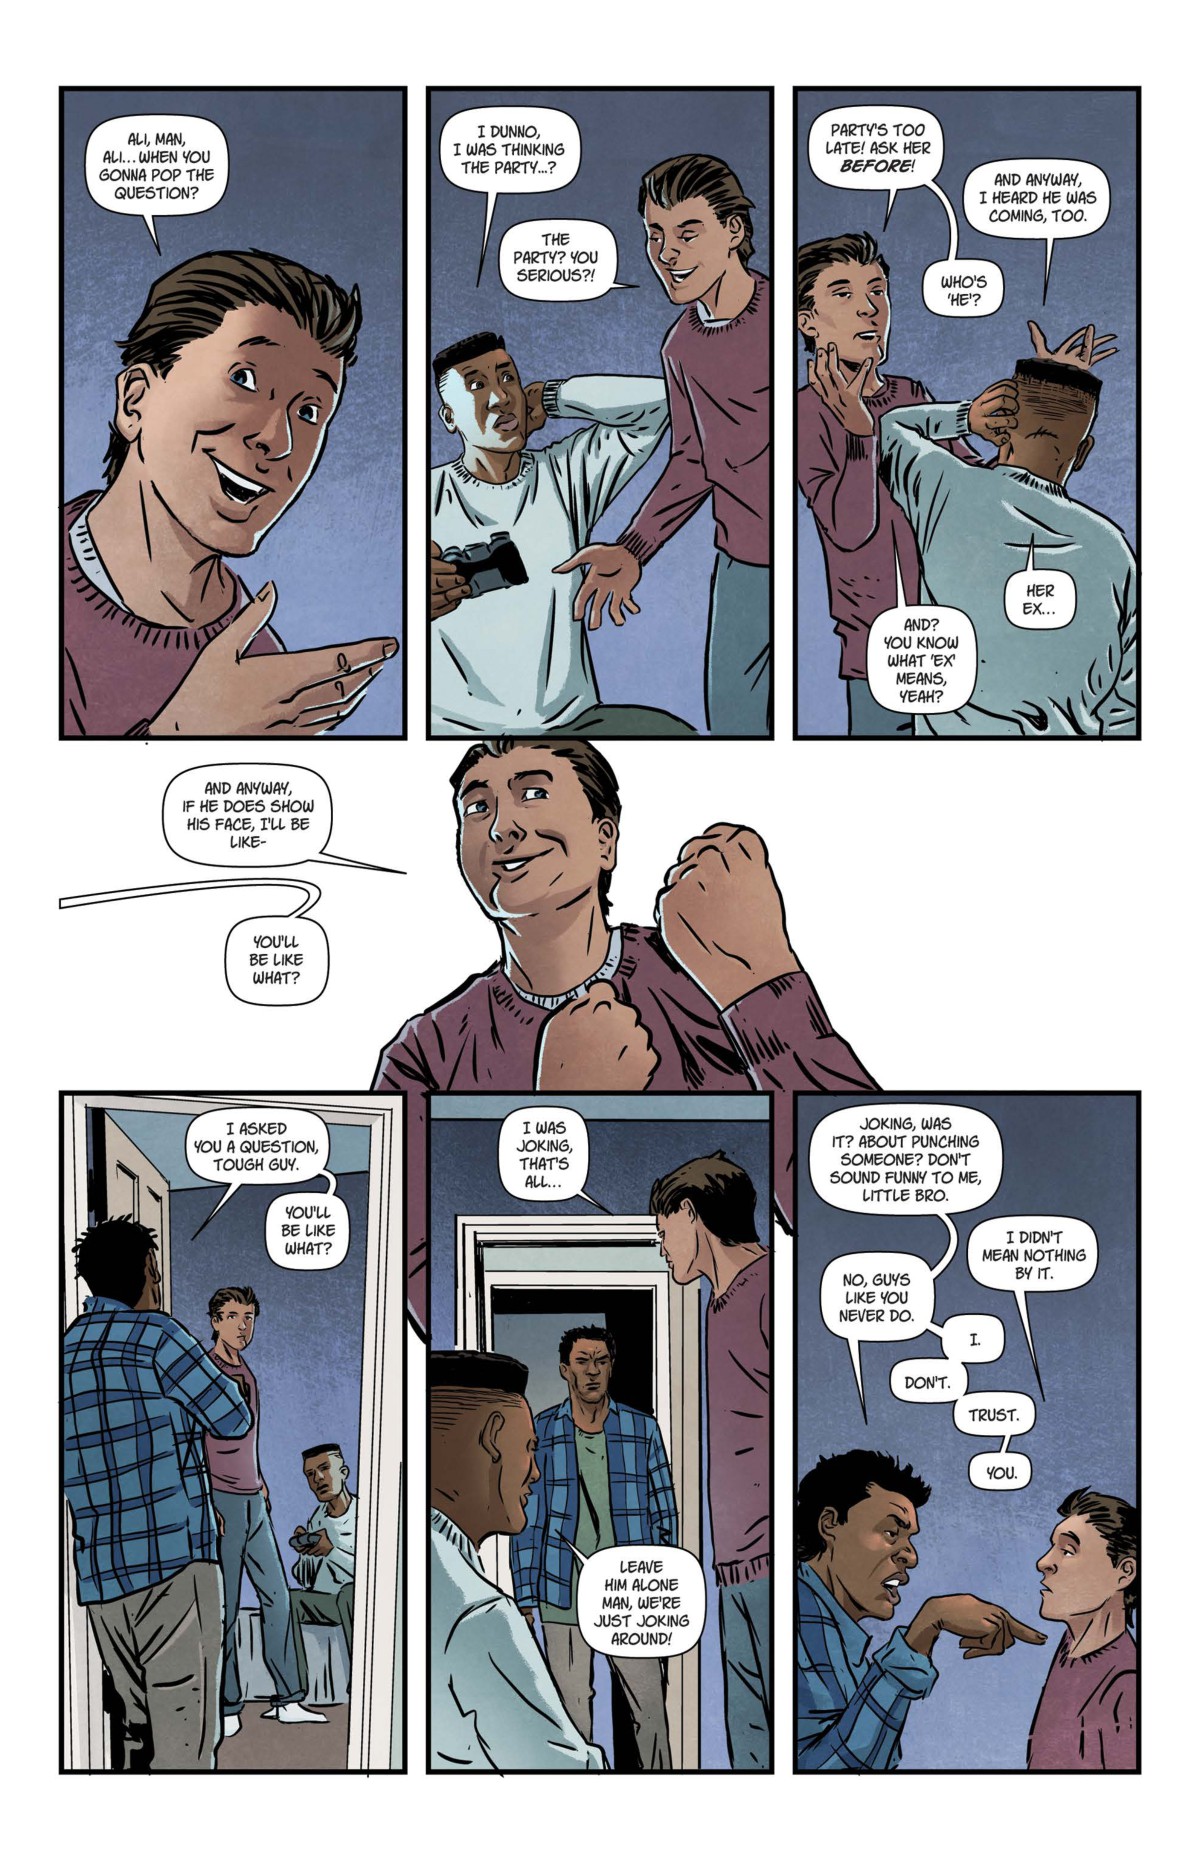 ALI, MAN,
ALI...WHEN YOU
GONNA POP THE
QUESTION?
I DUNNO,
I WAS THINKING
THE PARTY...?
THE
PARTY? YOU
SERIOUS?!
PARTY'S TOO
LATE! ASK HER
BEFORE!
AND ANYWAY,
I HEARD HE WAS
COMING, TOO.
WHO'S
'HE'?
HER
EX...
AND?
YOU KNOW
WHAT 'EX'
MEANS,
YEAH?
AND ANYWAY,
IF HE DOES SHOW
HIS FACE, I'LL BE
LIKE-
YOU'LL
BE LIKE
WHAT?
I ASKED
YOU A QUESTION,
TOUGH GUY.
YOU'LL
BE LIKE
WHAT?
I WAS
JOKING,
THAT'S
ALL...
LEAVE
HIM ALONE
MAN, WE'RE
JUST JOKING
AROUND!
JOKING, WAS
IT? ABOUT PUNCHING
SOMEONE? DON'T
SOUND FUNNY TO ME,
LITTLE BRO.
I DIDN'T
MEAN NOTHING
BY IT.
NO, GUYS
LIKE YOU
NEVER DO.
I.
DON'T.
TRUST.
YOU.